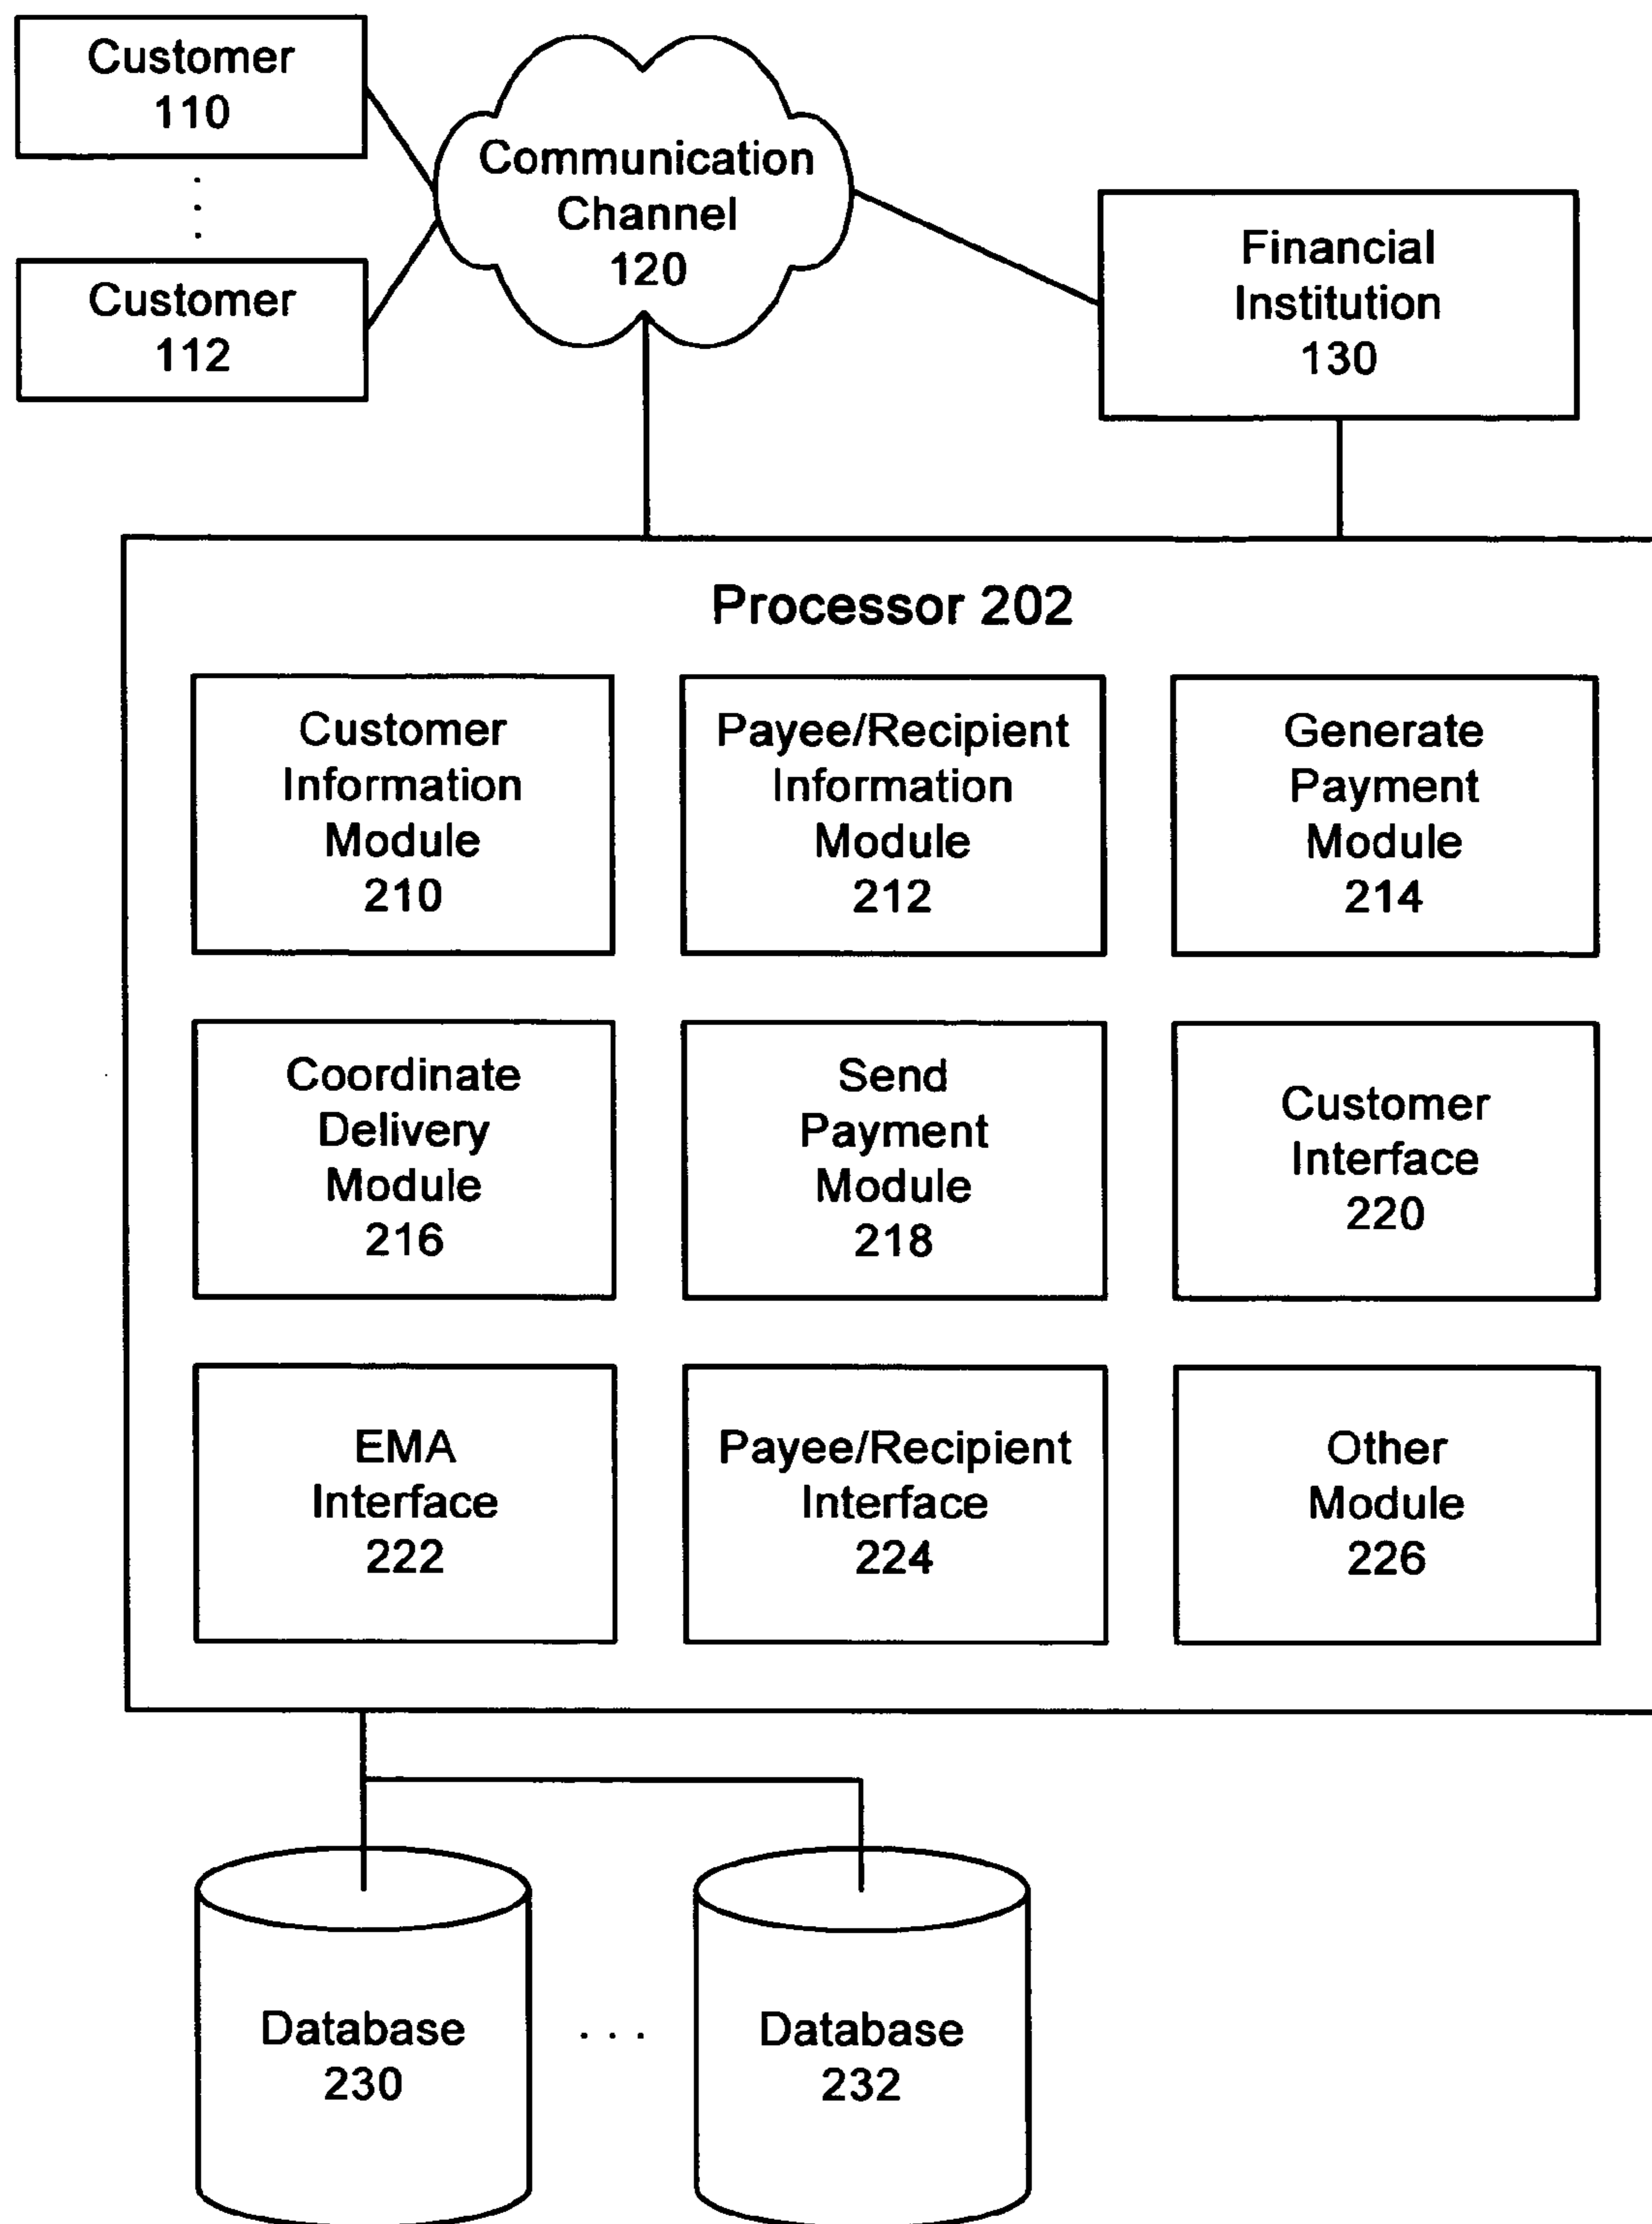 Customer
110
Customer
112
Communication
Channel
120
Financial
Institution
130
Processor 202
Customer
Information
Module
210
Payee/Recipient
Information
Module
212
Generate
Payment
Module
214
Coordinate
Delivery
Module
216
Send
Payment
Module
218
Customer
Interface
220
EMA
Interface
222
Payee/Recipient
Interface
224
Other
Module
226
Database
230
. . .
Database
232